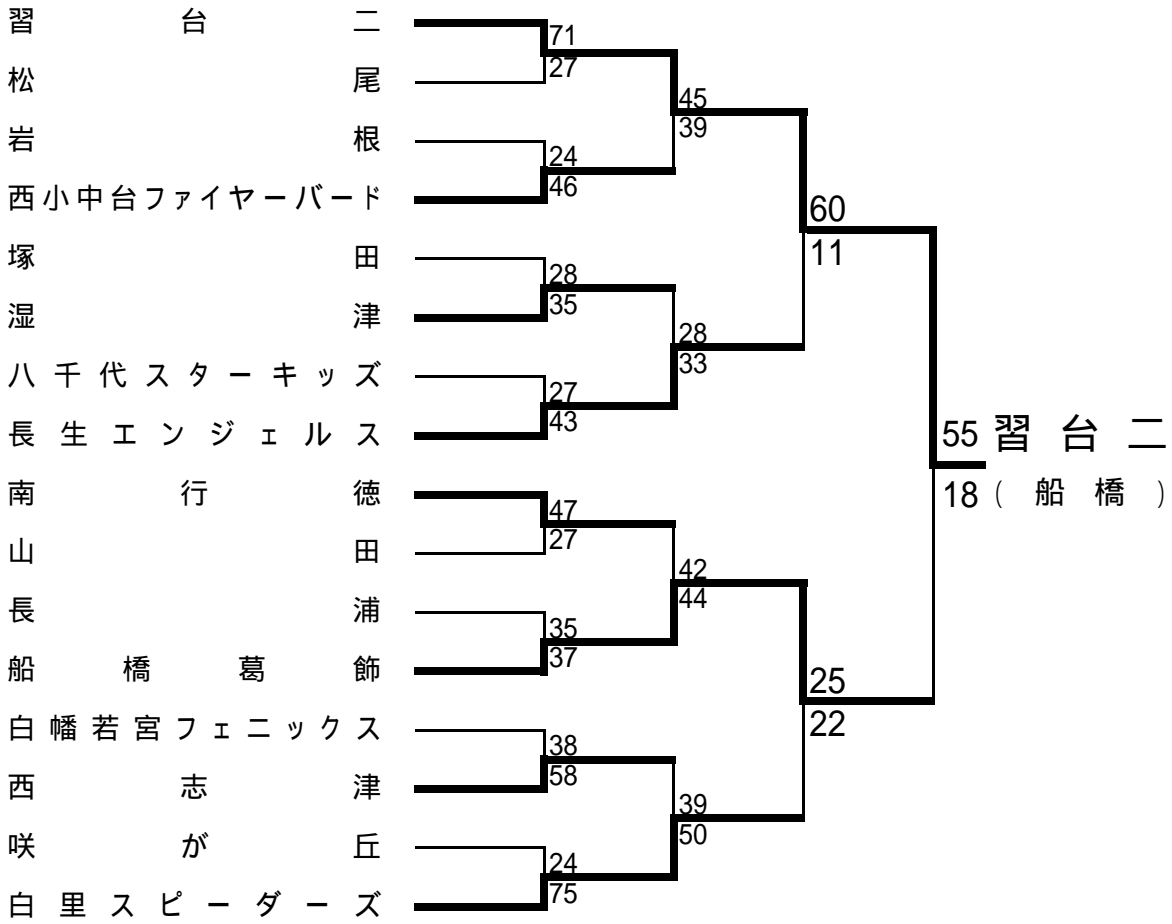 習台二
71
27
松尾
45
39
岩根
24
46
西小中台ファイヤーバード
60
11
塚田
28
35
湿津
28
33
八千代スターキッズ
27
43
長生エンジェルス
55 習台二
18 (船橋)
南行徳
47
27
山田
42
44
長浦
35
37
船橋葛飾
25
22
白幡若宮フェニックス
38
58
西志津
39
50
咲が丘
24
75
白里スピーダーズ